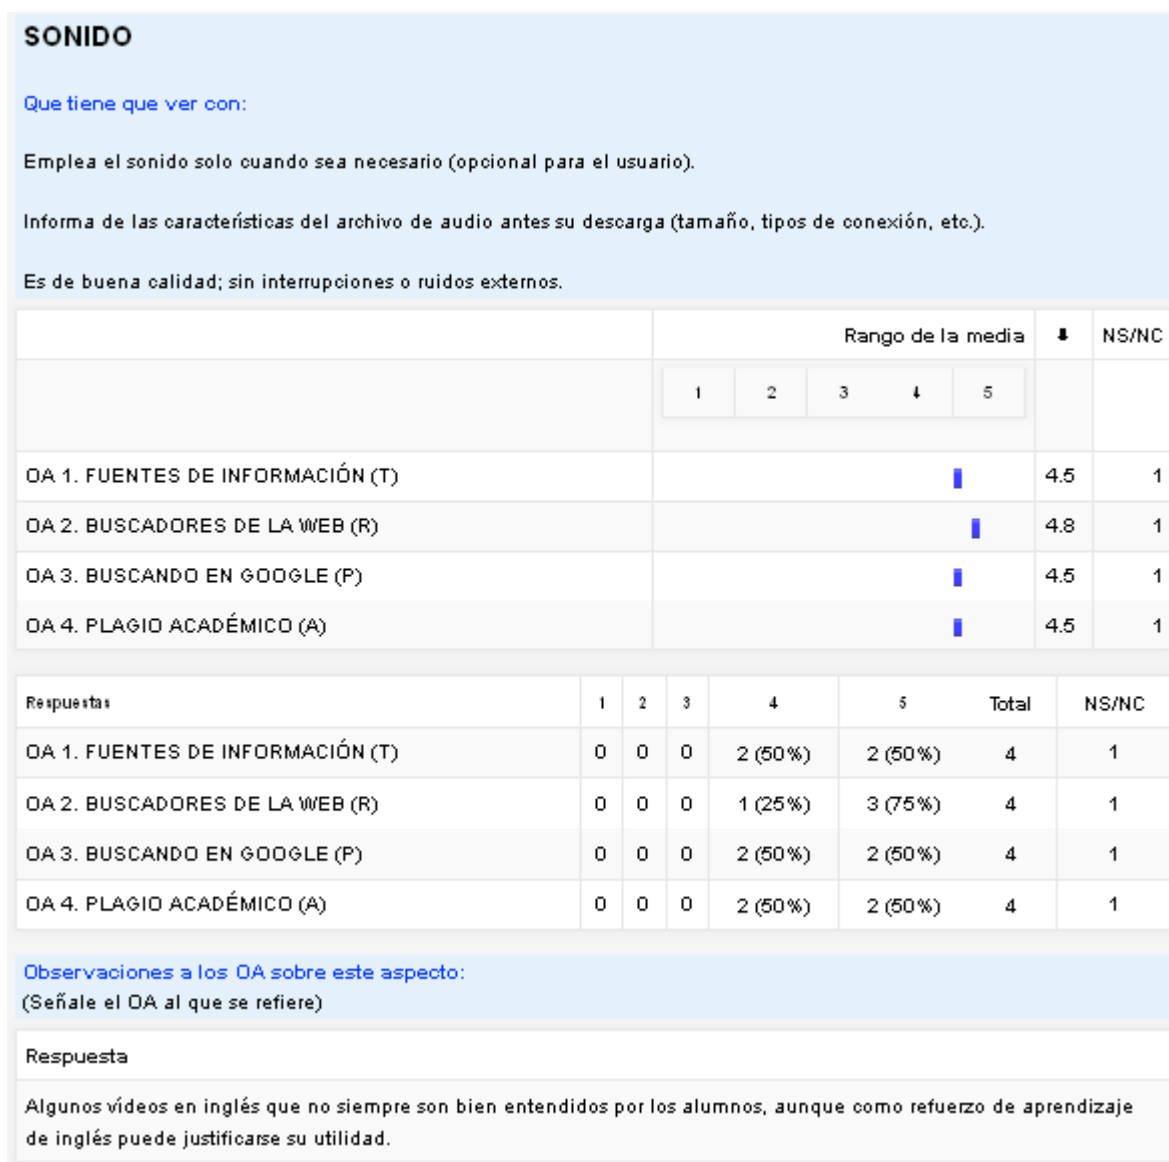 SONIDO
Que tiene que ver con:
Emplea el sonido solo cuando sea necesario (opcional para el usuario).
Informa de las características del archivo de audio antes su descarga (tamaño, tipos de conexión, etc.).
Es de buena calidad; sin interrupciones o ruidos externos.
Rango de la media ⬇ NS/NC
1 2 3 4 5
OA 1. FUENTES DE INFORMACIÓN (T) 4.5 1
OA 2. BUSCADORES DE LA WEB (R) 4.8 1
OA 3. BUSCANDO EN GOOGLE (P) 4.5 1
OA 4. PLAGIO ACADÉMICO (A) 4.5 1
Respuestas 1 2 3 4 5 Total NS/NC
OA 1. FUENTES DE INFORMACIÓN (T) 0 0 0 2 (50%) 2 (50%) 4 1
OA 2. BUSCADORES DE LA WEB (R) 0 0 0 1 (25%) 3 (75%) 4 1
OA 3. BUSCANDO EN GOOGLE (P) 0 0 0 2 (50%) 2 (50%) 4 1
OA 4. PLAGIO ACADÉMICO (A) 0 0 0 2 (50%) 2 (50%) 4 1
Observaciones a los OA sobre este aspecto:
(Señale el OA al que se refiere)
Respuesta
Algunos vídeos en inglés que no siempre son bien entendidos por los alumnos, aunque como refuerzo de aprendizaje
de inglés puede justificarse su utilidad.